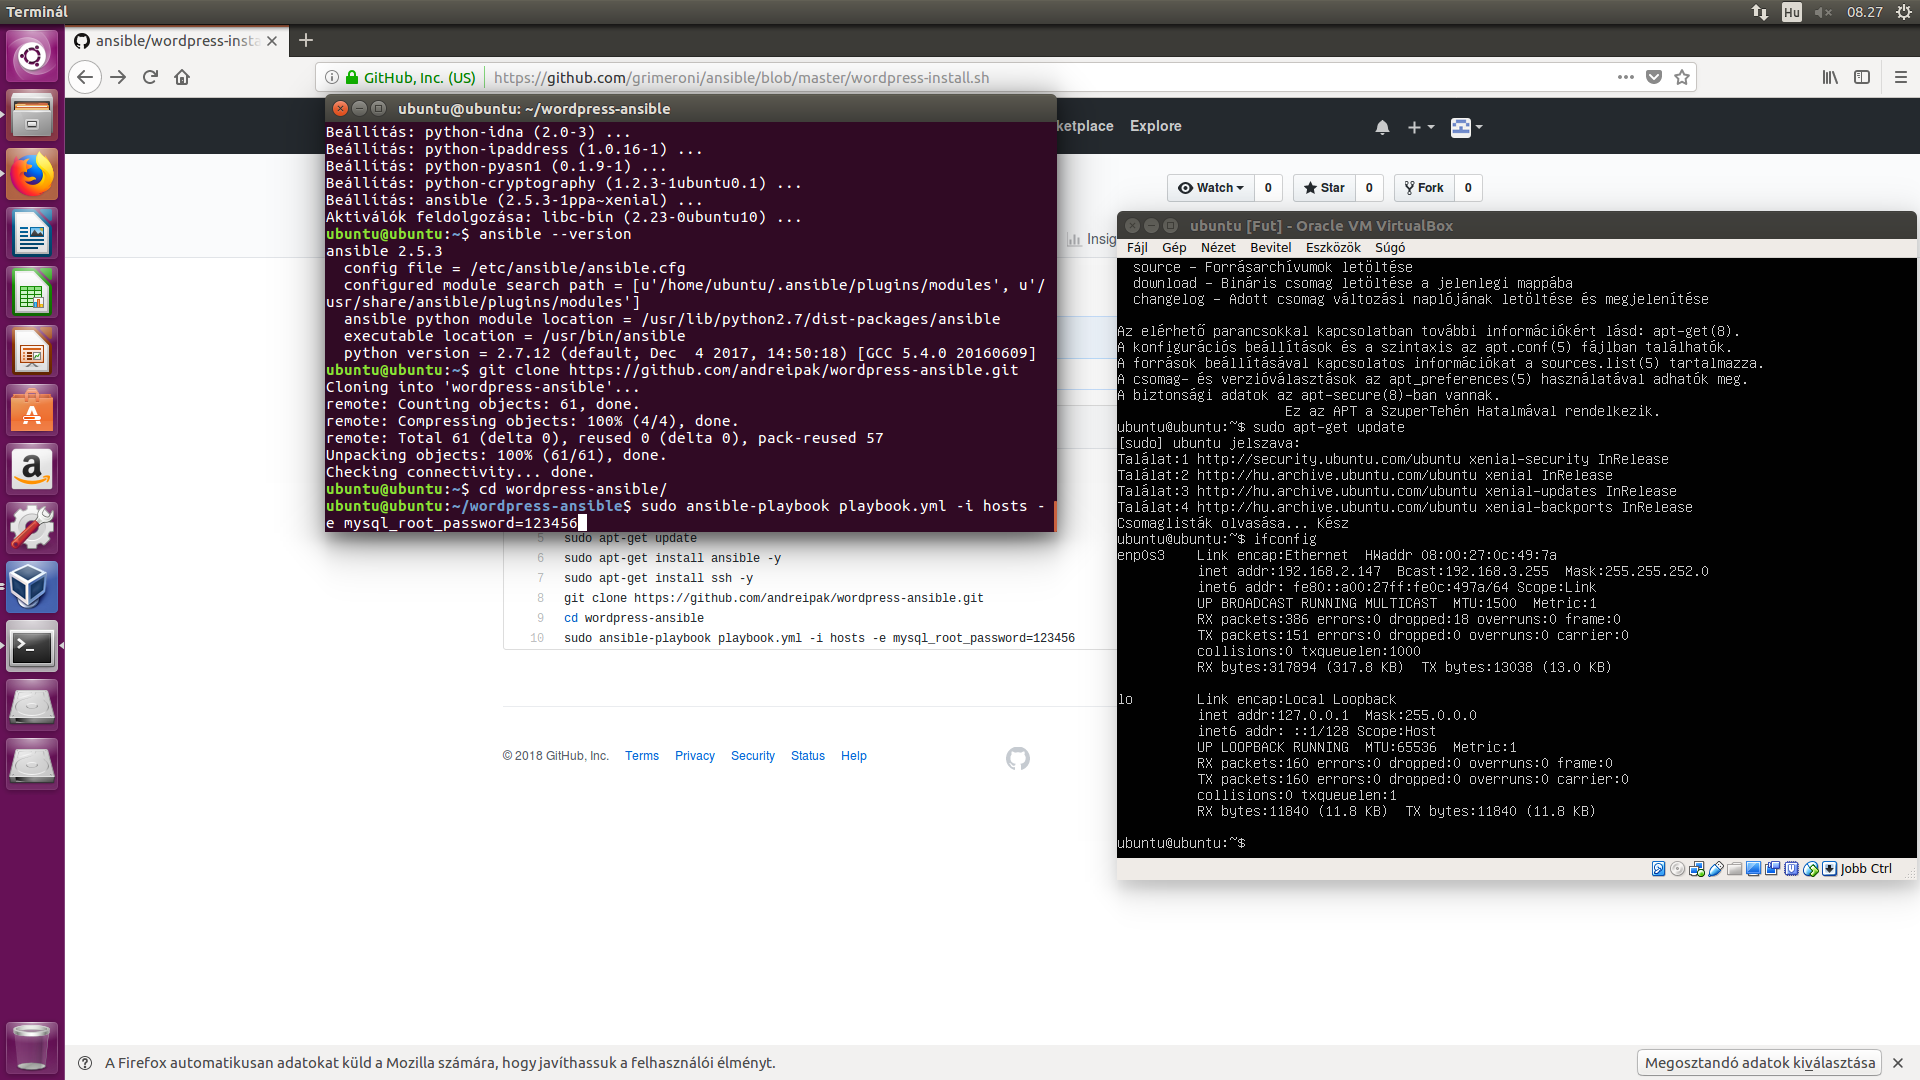 Terminál
Hu
08.27
ansible/wordpress-insta
GitHub, Inc. (US)
https://github.com/grimeroni/ansible/blob/master/wordpress-install.sh
ketplace
Explore
Watch
0
Star
0
Fork
0
Insig
ubuntu@ubuntu: ~/wordpress-ansible
Beállítás: python-idna (2.0-3) ...
Beállítás: python-ipaddress (1.0.16-1) ...
Beállítás: python-pyasn1 (0.1.9-1) ...
Beállítás: python-cryptography (1.2.3-1ubuntu0.1) ...
Beállítás: ansible (2.5.3-1ppa~xenial) ...
Aktiválók feldolgozása: libc-bin (2.23-0ubuntu10) ...
ubuntu@ubuntu:~$ ansible --version
ansible 2.5.3
config file = /etc/ansible/ansible.cfg
configured module search path = [u'/home/ubuntu/.ansible/plugins/modules', u'/
usr/share/ansible/plugins/modules']
ansible python module location = /usr/lib/python2.7/dist-packages/ansible
executable location = /usr/bin/ansible
python version = 2.7.12 (default, Dec  4 2017, 14:50:18) [GCC 5.4.0 20160609]
ubuntu@ubuntu:~$ git clone https://github.com/andreipak/wordpress-ansible.git
Cloning into 'wordpress-ansible'...
remote: Counting objects: 61, done.
remote: Compressing objects: 100% (4/4), done.
remote: Total 61 (delta 0), reused 0 (delta 0), pack-reused 57
Unpacking objects: 100% (61/61), done.
Checking connectivity... done.
ubuntu@ubuntu:~$ cd wordpress-ansible/
ubuntu@ubuntu:~/wordpress-ansible$ sudo ansible-playbook playbook.yml -i hosts -
e mysql_root_password=123456
5 sudo apt-get update
6 sudo apt-get install ansible -y
7 sudo apt-get install ssh -y
8 git clone https://github.com/andreipak/wordpress-ansible.git
9 cd wordpress-ansible
10 sudo ansible-playbook playbook.yml -i hosts -e mysql_root_password=123456
© 2018 GitHub, Inc.
Terms
Privacy
Security
Status
Help
ubuntu [Fut] - Oracle VM VirtualBox
Fájl Gép Nézet Bevitel Eszközök Súgó
source – Forrásarchívumok letöltése
download – Bináris csomag letöltése a jelenlegi mappába
changelog – Adott csomag változási naplójának letöltése és megjelenítése
Az elérhető parancsokkal kapcsolatban további információkért lásd: apt-get(8).
A konfigurációs beállítások és a szintaxis az apt.conf(5) fájlban találhatók.
A források beállításával kapcsolatos információkat a sources.list(5) tartalmazza.
A csomag- és verzióválasztások az apt_preferences(5) használatával adhatók meg.
A biztonsági adatok az apt-secure(8)-ban vannak.
Ez az APT a SzuperTehén Hatalmával rendelkezik.
ubuntu@ubuntu:~$ sudo apt-get update
[sudo] ubuntu jelszava:
Találat:1 http://security.ubuntu.com/ubuntu xenial-security InRelease
Találat:2 http://hu.archive.ubuntu.com/ubuntu xenial InRelease
Találat:3 http://hu.archive.ubuntu.com/ubuntu xenial-updates InRelease
Találat:4 http://hu.archive.ubuntu.com/ubuntu xenial-backports InRelease
Csomaglisták olvasása... Kész
ubuntu@ubuntu:~$ ifconfig
enp0s3 Link encap:Ethernet  HWaddr 08:00:27:0c:49:7a
inet addr:192.168.2.147  Bcast:192.168.3.255  Mask:255.255.252.0
inet6 addr: fe80::a00:27ff:fe0c:497a/64 Scope:Link
UP BROADCAST RUNNING MULTICAST  MTU:1500  Metric:1
RX packets:386 errors:0 dropped:18 overruns:0 frame:0
TX packets:151 errors:0 dropped:0 overruns:0 carrier:0
collisions:0 txqueuelen:1000
RX bytes:317894 (317.8 KB)  TX bytes:13038 (13.0 KB)
lo Link encap:Local Loopback
inet addr:127.0.0.1  Mask:255.0.0.0
inet6 addr: ::1/128 Scope:Host
UP LOOPBACK RUNNING  MTU:65536  Metric:1
RX packets:160 errors:0 dropped:0 overruns:0 frame:0
TX packets:160 errors:0 dropped:0 overruns:0 carrier:0
collisions:0 txqueuelen:1
RX bytes:11840 (11.8 KB)  TX bytes:11840 (11.8 KB)
ubuntu@ubuntu:~$
Jobb Ctrl
A Firefox automatikusan adatokat küld a Mozilla számára, hogy javíthassuk a felhasználói élményt.
Megosztandó adatok kiválasztása